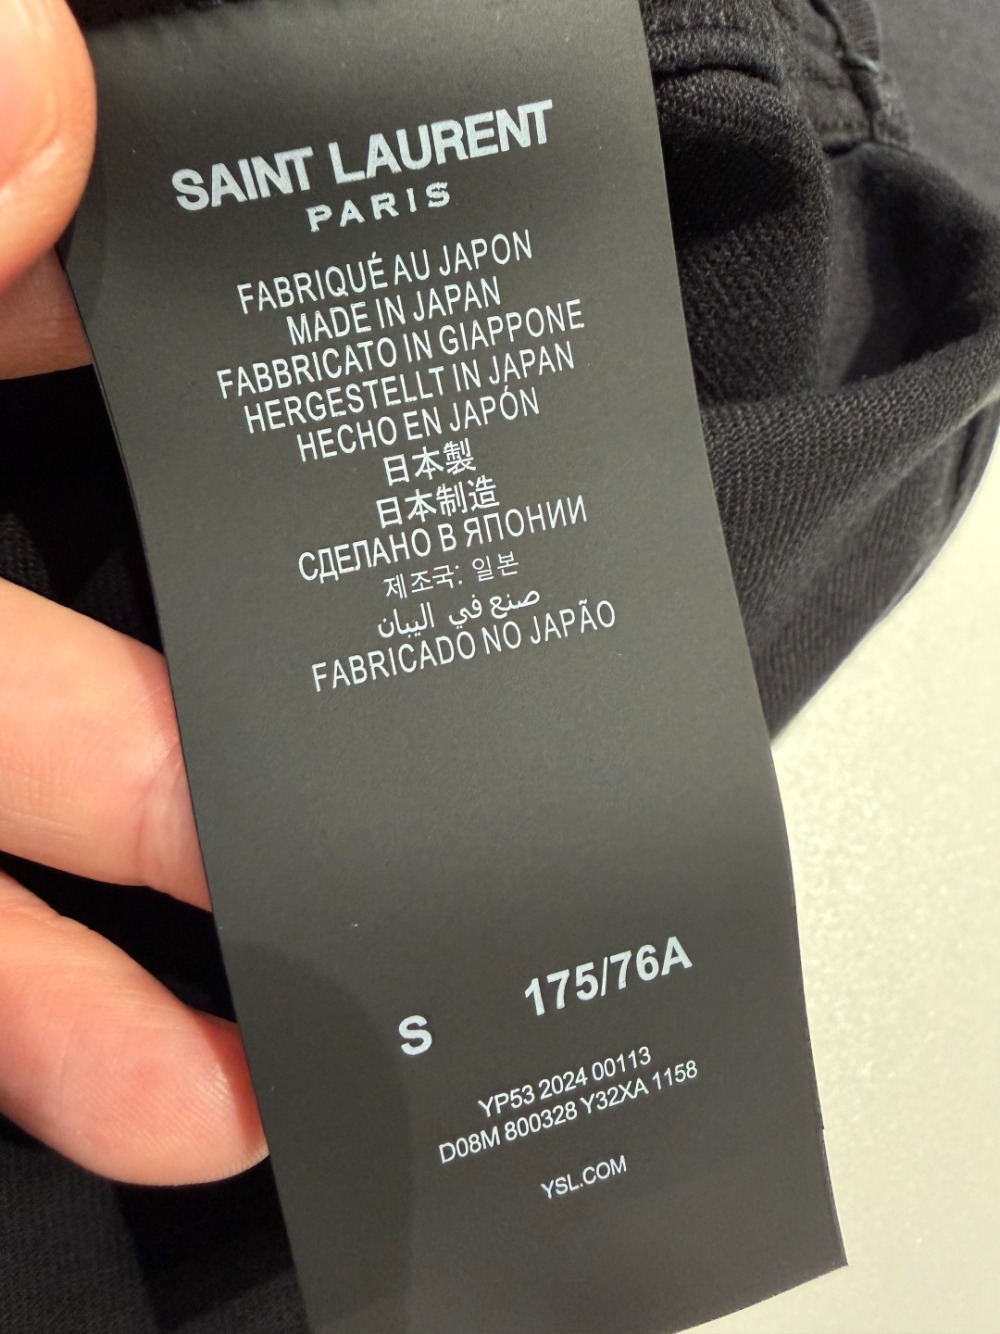 SAINT LAURENT
PARIS
FABRIQUÉ AU JAPON
MADE IN JAPAN
FABBRICATO IN GIAPPONE
HERGESTELLT IN JAPAN
HECHO EN JAPÓN
日本製
日本制造
СДЕЛАНО В ЯПОНИИ
제조국: 일본
صنع في اليبان
FABRICADO NO JAPÃO
S 175/76A
YP53 2024 00113
D08M 800328 Y32XA 1158
YSL.COM